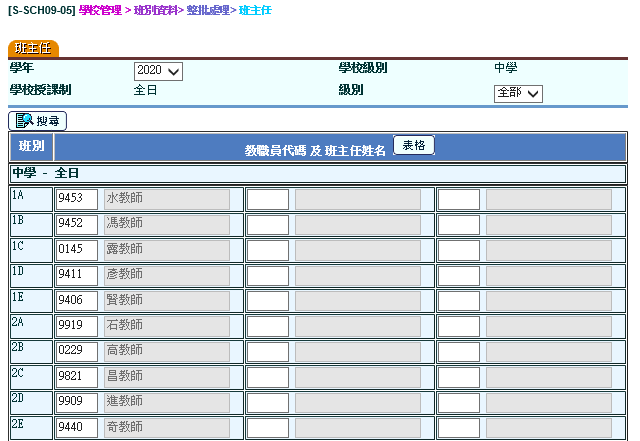 [S-SCH09-05] 學校管理 > 班別資料> 整批處理> 班主任
班主任
學年 2020 學校級別 中學
學校授課制 全日 級別 全部
搜尋
班別 教職員代碼 及 班主任姓名 表格
中學 - 全日
1A 9453 水教師
1B 9452 馮教師
1C 0145 露教師
1D 9411 彥教師
1E 9406 賢教師
2A 9919 石教師
2B 0229 高教師
2C 9821 昌教師
2D 9909 進教師
2E 9440 奇教師